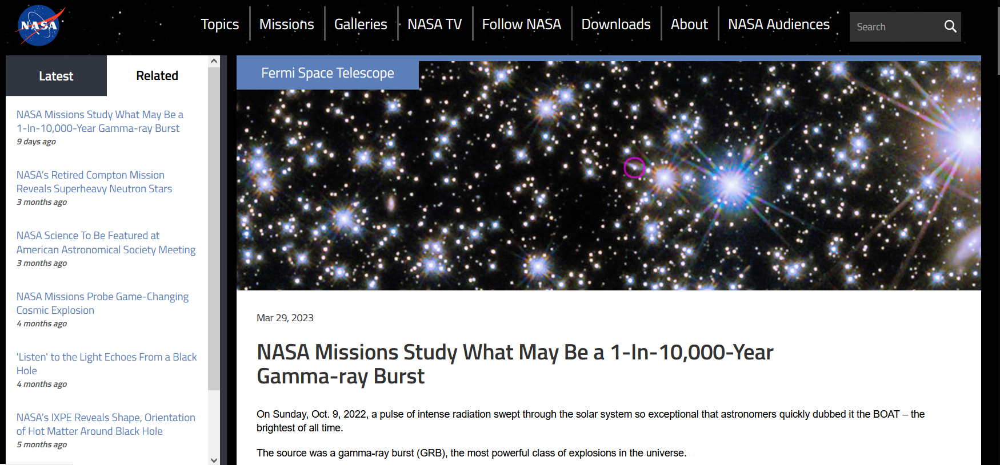 NASA
Topics
Missions
Galleries
NASA TV
Follow NASA
Downloads
About
NASA Audiences
Search
Latest
Related
NASA Missions Study What May Be a
1-In-10,000-Year Gamma-ray Burst
9 days ago
NASA’s Retired Compton Mission
Reveals Superheavy Neutron Stars
3 months ago
NASA Science To Be Featured at
American Astronomical Society Meeting
3 months ago
NASA Missions Probe Game-Changing
Cosmic Explosion
4 months ago
'Listen' to the Light Echoes From a Black
Hole
4 months ago
NASA’s IXPE Reveals Shape, Orientation
of Hot Matter Around Black Hole
5 months ago
Fermi Space Telescope
Mar 29, 2023
NASA Missions Study What May Be a 1-In-10,000-Year
Gamma-ray Burst
On Sunday, Oct. 9, 2022, a pulse of intense radiation swept through the solar system so exceptional that astronomers quickly dubbed it the BOAT – the
brightest of all time.
The source was a gamma-ray burst (GRB), the most powerful class of explosions in the universe.